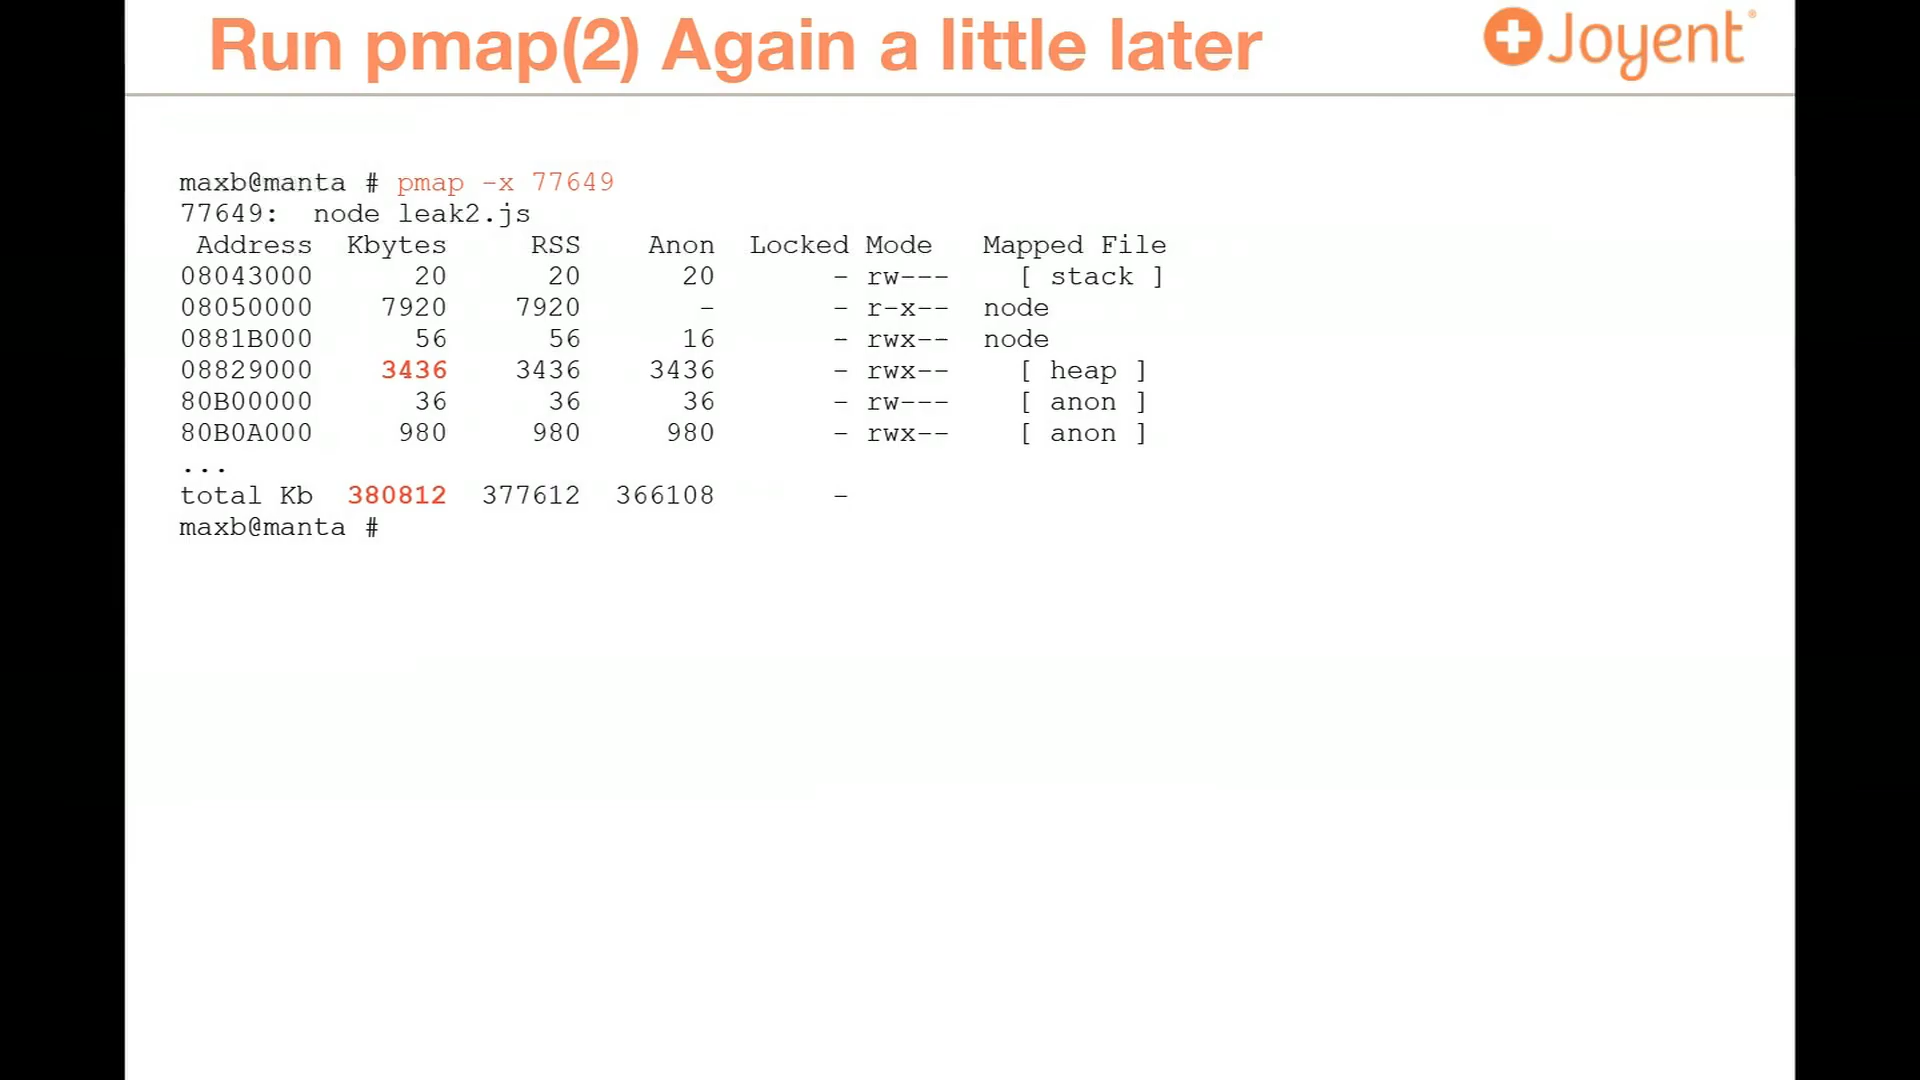 Run pmap(2) Again a little later
Joyent
maxb@manta # pmap -x 77649
77649:  node leak2.js
 Address  Kbytes     RSS    Anon  Locked Mode   Mapped File
08043000      20      20      20       - rw---    [ stack ]
08050000    7920    7920       -       - r-x--  node
0881B000      56      56      16       - rwx--  node
08829000    3436    3436    3436       - rwx--    [ heap ]
80B00000      36      36      36       - rw---    [ anon ]
80B0A000     980     980     980       - rwx--    [ anon ]
...
total Kb  380812  377612  366108       -
maxb@manta #